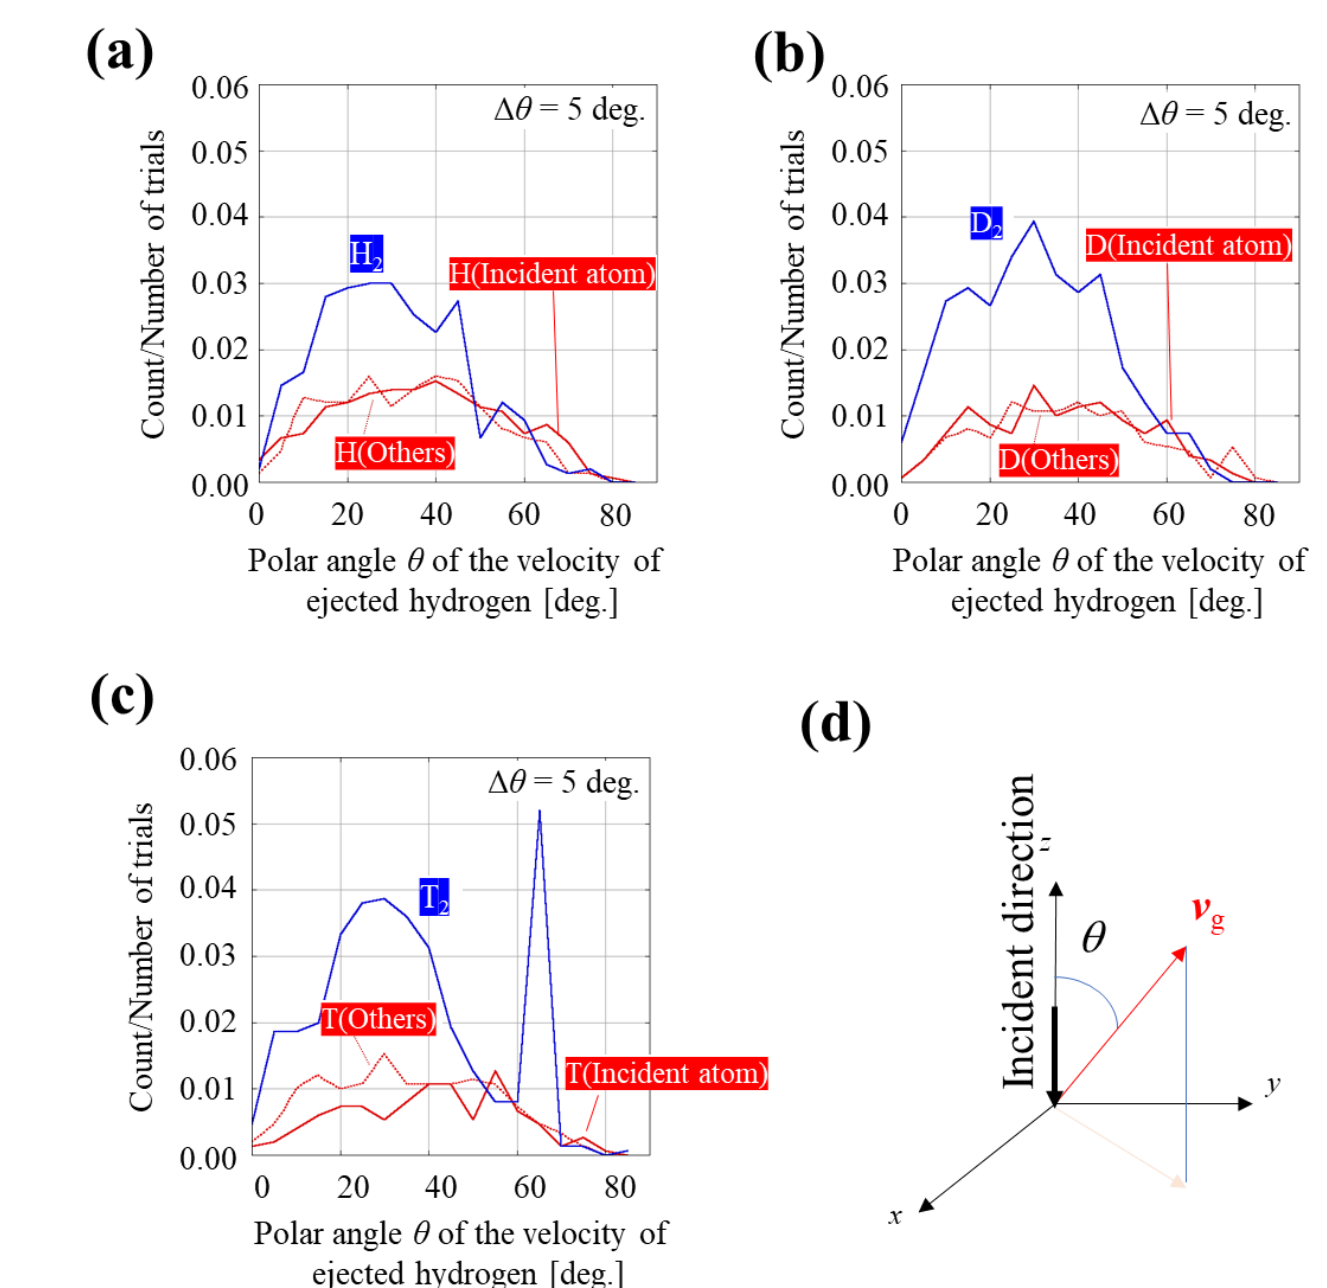 (a)
0.06
0.05
0.04
0.03
0.02
0.01
0.00
Count/Number of trials
Δθ = 5 deg.
H₂
H(Incident atom)
H(Others)
0 20 40 60 80
Polar angle θ of the velocity of
ejected hydrogen [deg.]
(b)
0.06
0.05
0.04
0.03
0.02
0.01
0.00
Count/Number of trials
Δθ = 5 deg.
D₂
D(Incident atom)
D(Others)
0 20 40 60 80
Polar angle θ of the velocity of
ejected hydrogen [deg.]
(c)
0.06
0.05
0.04
0.03
0.02
0.01
0.00
Count/Number of trials
Δθ = 5 deg.
T₂
T(Others)
T(Incident atom)
0 20 40 60 80
Polar angle θ of the velocity of
ejected hydrogen [deg.]
(d)
Incident direction
z
θ
v_g
y
x